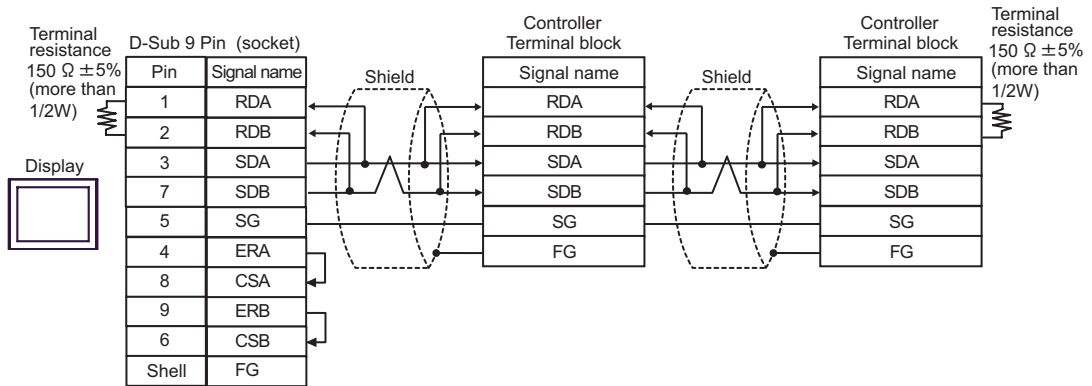 Terminal
resistance
150 Ω ±5%
(more than
1/2W)
D-Sub 9 Pin (socket)
Pin Signal name
1 RDA
2 RDB
3 SDA
7 SDB
5 SG
4 ERA
8 CSA
9 ERB
6 CSB
Shell FG
Display
Shield
Controller
Terminal block
Signal name
RDA
RDB
SDA
SDB
SG
FG
Shield
Controller
Terminal block
Signal name
RDA
RDB
SDA
SDB
SG
FG
Terminal
resistance
150 Ω ±5%
(more than
1/2W)